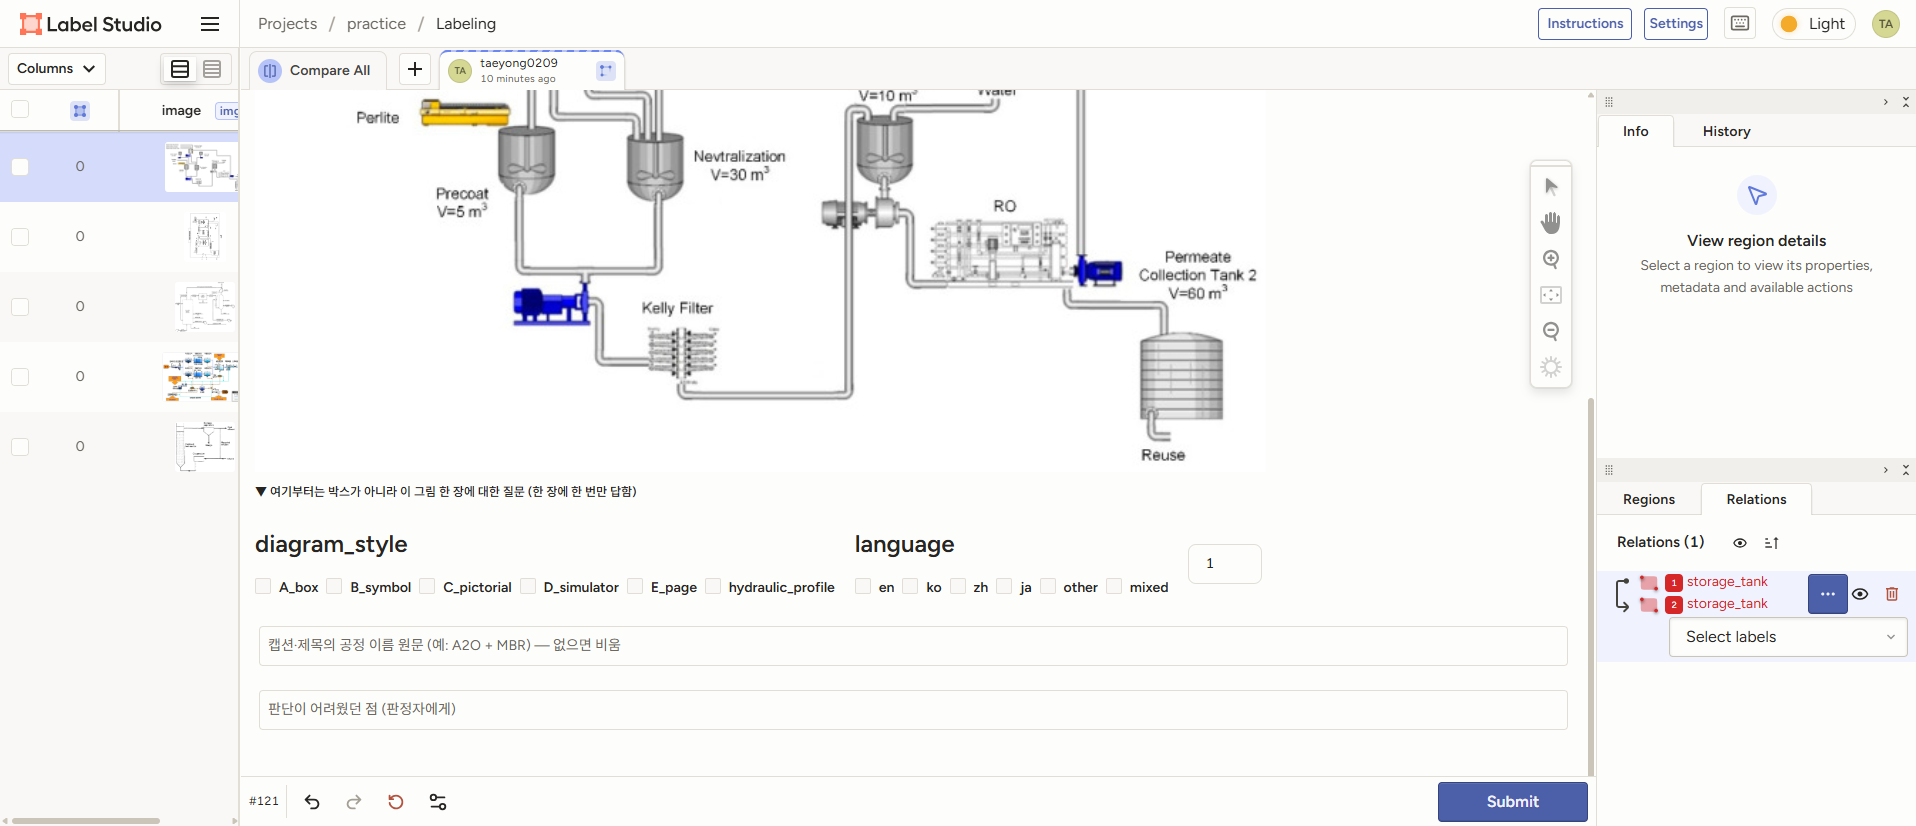 Label Studio
Projects / practice / Labeling
Instructions
Settings
Light
TA
Columns
Compare All
TA
taeyong0209
10 minutes ago
image
img
0
0
0
0
0
Perlite
Precoat
V=5 m³
Nevtralization
V=30 m³
V=10 m³
Water
RO
Kelly Filter
Permeate
Collection Tank 2
V=60 m³
Reuse
▼ 여기부터는 박스가 아니라 이 그림 한 장에 대한 질문 (한 장에 한 번만 답함)
diagram_style
A_box B_symbol C_pictorial D_simulator E_page hydraulic_profile
language
en ko zh ja other mixed
1
캡션·제목의 공정 이름 원문 (예: A2O + MBR) — 없으면 비움
판단이 어려웠던 점 (판정자에게)
#121
Submit
Info
History
View region details
Select a region to view its properties,
metadata and available actions
Regions
Relations
Relations (1)
1 storage_tank
2 storage_tank
Select labels